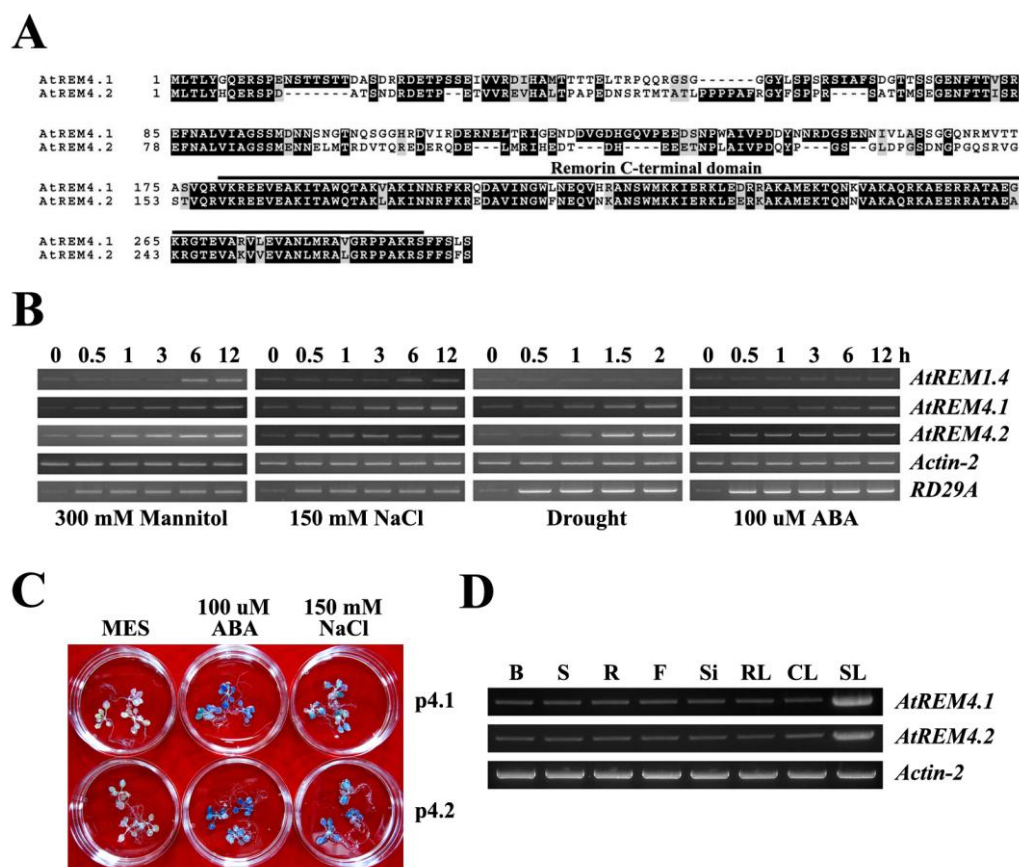 A
AtREM4.1 1 MLTLYGQERSPENSTTSTTDASDRRDETPSSEIVVRDIHAMTTTTELTRPQQRGSG------GGYLSPSRSIAFSDGTTSSGENFTTVSR
AtREM4.2 1 MLTLYHQERSPD------ATSNDRDETP--ETVVREVHALTPAPEDNSRTMTATLPPPPAFRGYFSPPR---SATTMSEGENFTTISR
AtREM4.1 85 EFNALVIAGSSMDNNSNGTNQSGGHRDVIRDERNELTRIGENDDVGDHGQVPEEDSNPWAIVPDDYNNRDGSENNIVLASSGGQNRMVTT
AtREM4.2 78 EFNALVIAGSSMENNELMTRDVTQREDERQDE---LMRIHEDT---DH---EEETNPLAIVPDQYP---GSGLDPGSDNGPGQSRVG
Remorin C-terminal domain
AtREM4.1 175 ASVQRVKREEVEAKITAWQTAKVAKINNRFKRQDAVINGWLNEQVHRANSWMKKIERKLEDRRAKAMEKTQNKVAKAQRKAEERRATAEG
AtREM4.2 153 STVQRVKREEVEAKITAWQTAKLAKINNRFKREDAVINGWFNEQVNKANSWMKKIERKLEERKAKAMEKTQNNVAKAQRKAEERRATAEA
AtREM4.1 265 KRGTEVARVLEVANLMRAVGRPPAKRSFFSLS
AtREM4.2 243 KRGTEVAKVVEVANLMRALGRPPAKRSFFSFS
B
0 0.5 1 3 6 12 0 0.5 1 3 6 12 0 0.5 1 1.5 2 0 0.5 1 3 6 12 h
AtREM1.4
AtREM4.1
AtREM4.2
Actin-2
RD29A
300 mM Mannitol 150 mM NaCl Drought 100 uM ABA
C
MES 100 uM ABA 150 mM NaCl
p4.1
p4.2
D
B S R F Si RL CL SL
AtREM4.1
AtREM4.2
Actin-2